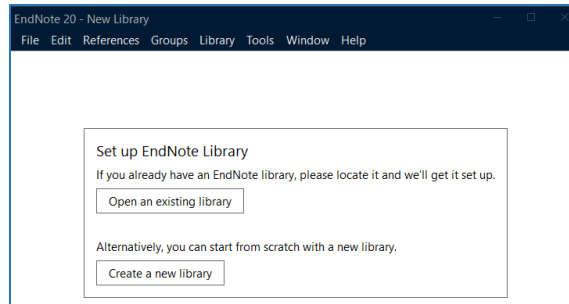 EndNote 20 - New Library
File Edit References Groups Library Tools Window Help
Set up EndNote Library
If you already have an EndNote library, please locate it and we'll get it set up.
Open an existing library
Alternatively, you can start from scratch with a new library.
Create a new library